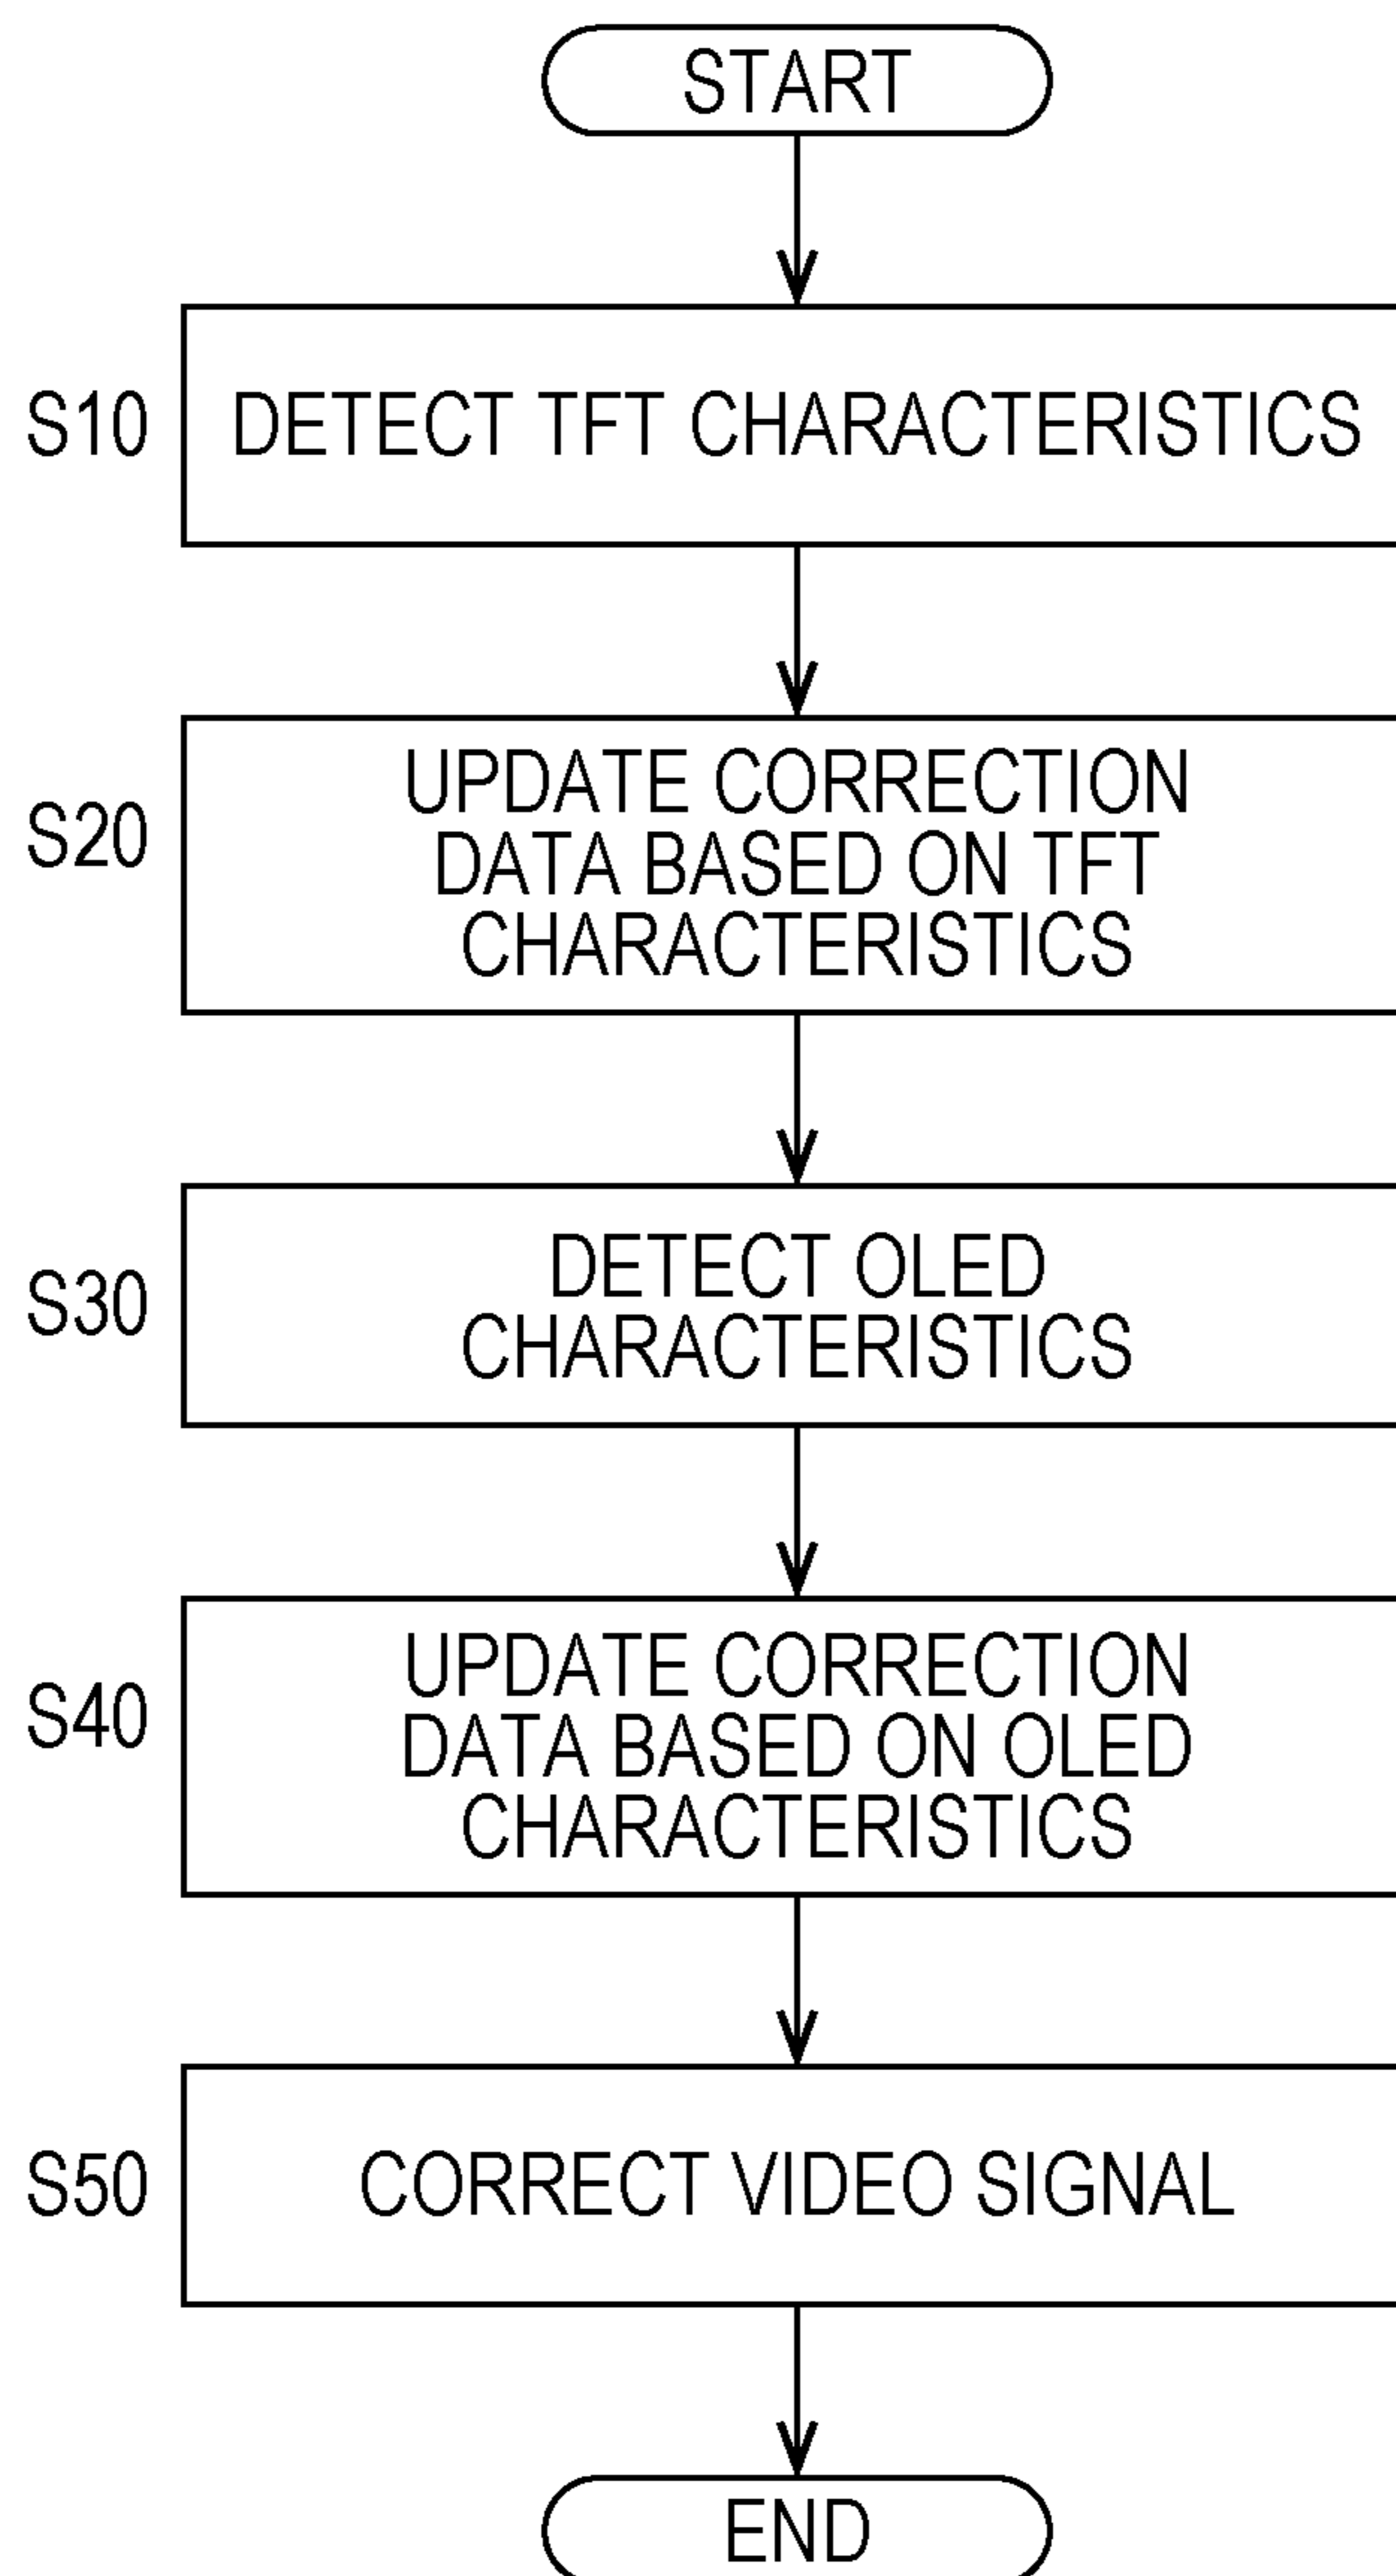 START
S10
DETECT TFT CHARACTERISTICS
S20
UPDATE CORRECTION
DATA BASED ON TFT
CHARACTERISTICS
S30
DETECT OLED
CHARACTERISTICS
S40
UPDATE CORRECTION
DATA BASED ON OLED
CHARACTERISTICS
S50
CORRECT VIDEO SIGNAL
END